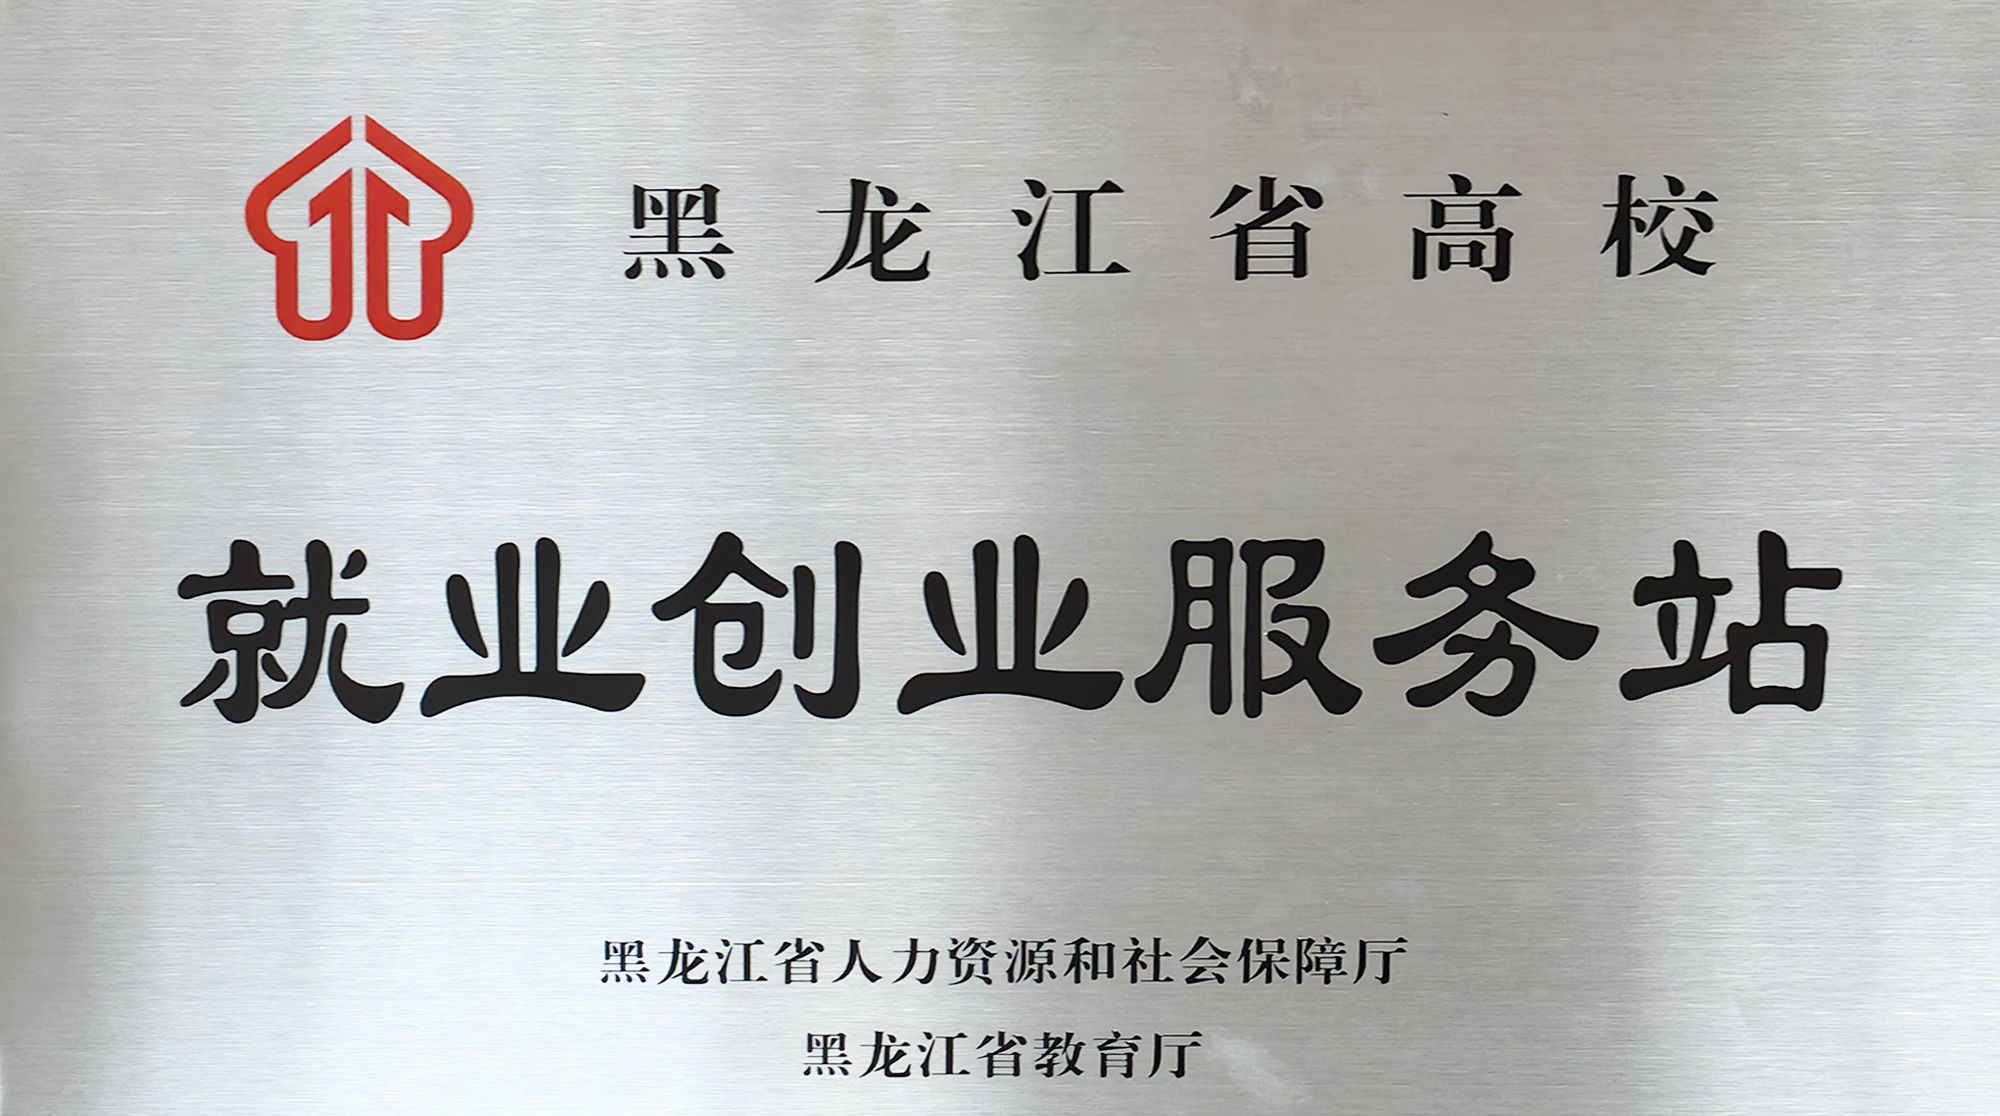 黑龙江省高校
就业创业服务站
黑龙江省人力资源和社会保障厅
黑龙江省教育厅